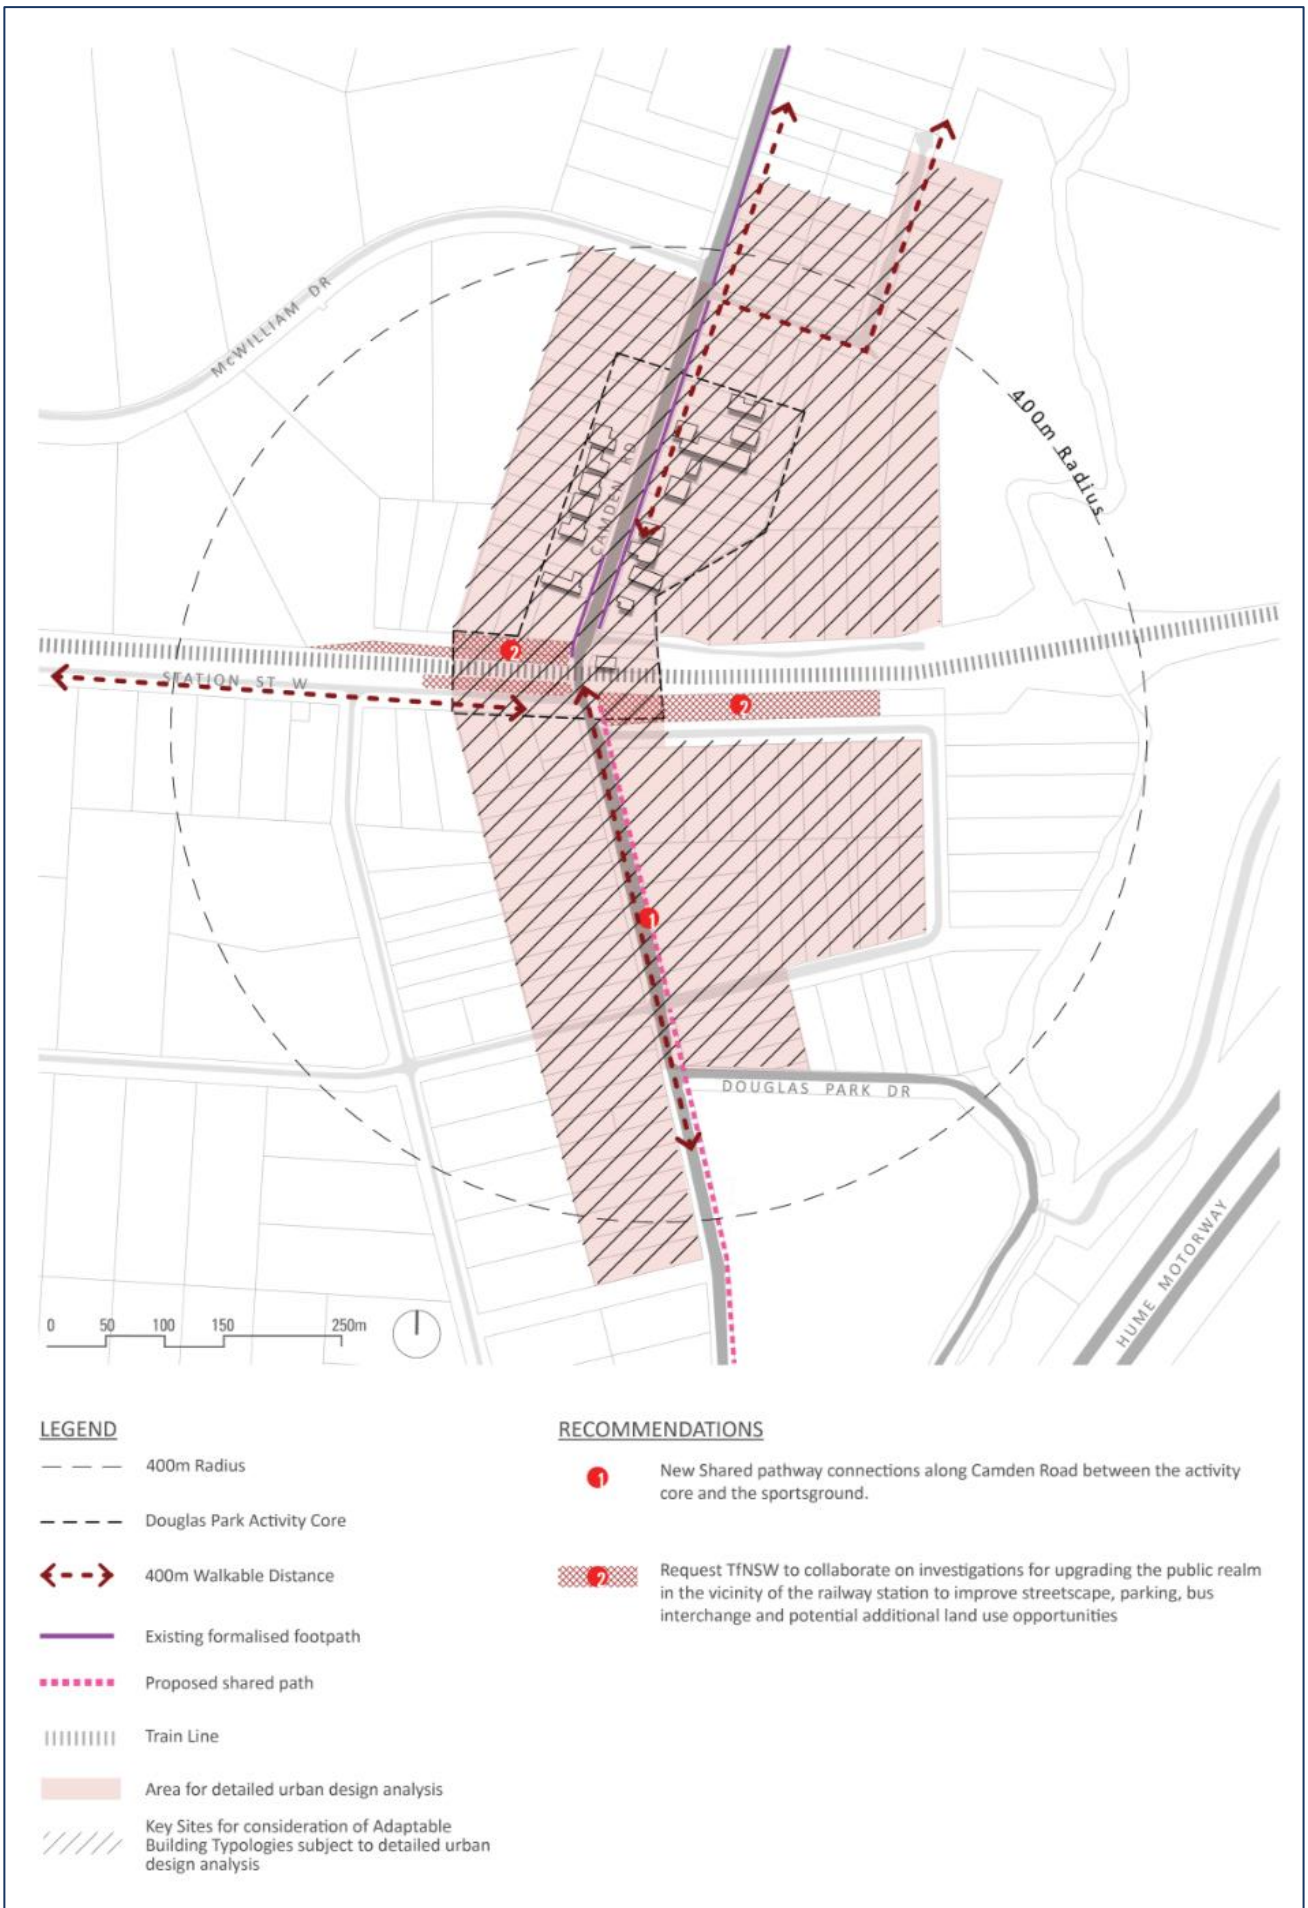 McWILLIAM DR
400m Radius
CAMDEN RD
2
STATION ST W
2
1
DOUGLAS PARK DR
HUME MOTORWAY
0 50 100 150 250m
LEGEND
400m Radius
Douglas Park Activity Core
400m Walkable Distance
Existing formalised footpath
Proposed shared path
Train Line
Area for detailed urban design analysis
Key Sites for consideration of Adaptable
Building Typologies subject to detailed urban
design analysis
RECOMMENDATIONS
1
New Shared pathway connections along Camden Road between the activity
core and the sportsground.
2
Request TfNSW to collaborate on investigations for upgrading the public realm
in the vicinity of the railway station to improve streetscape, parking, bus
interchange and potential additional land use opportunities